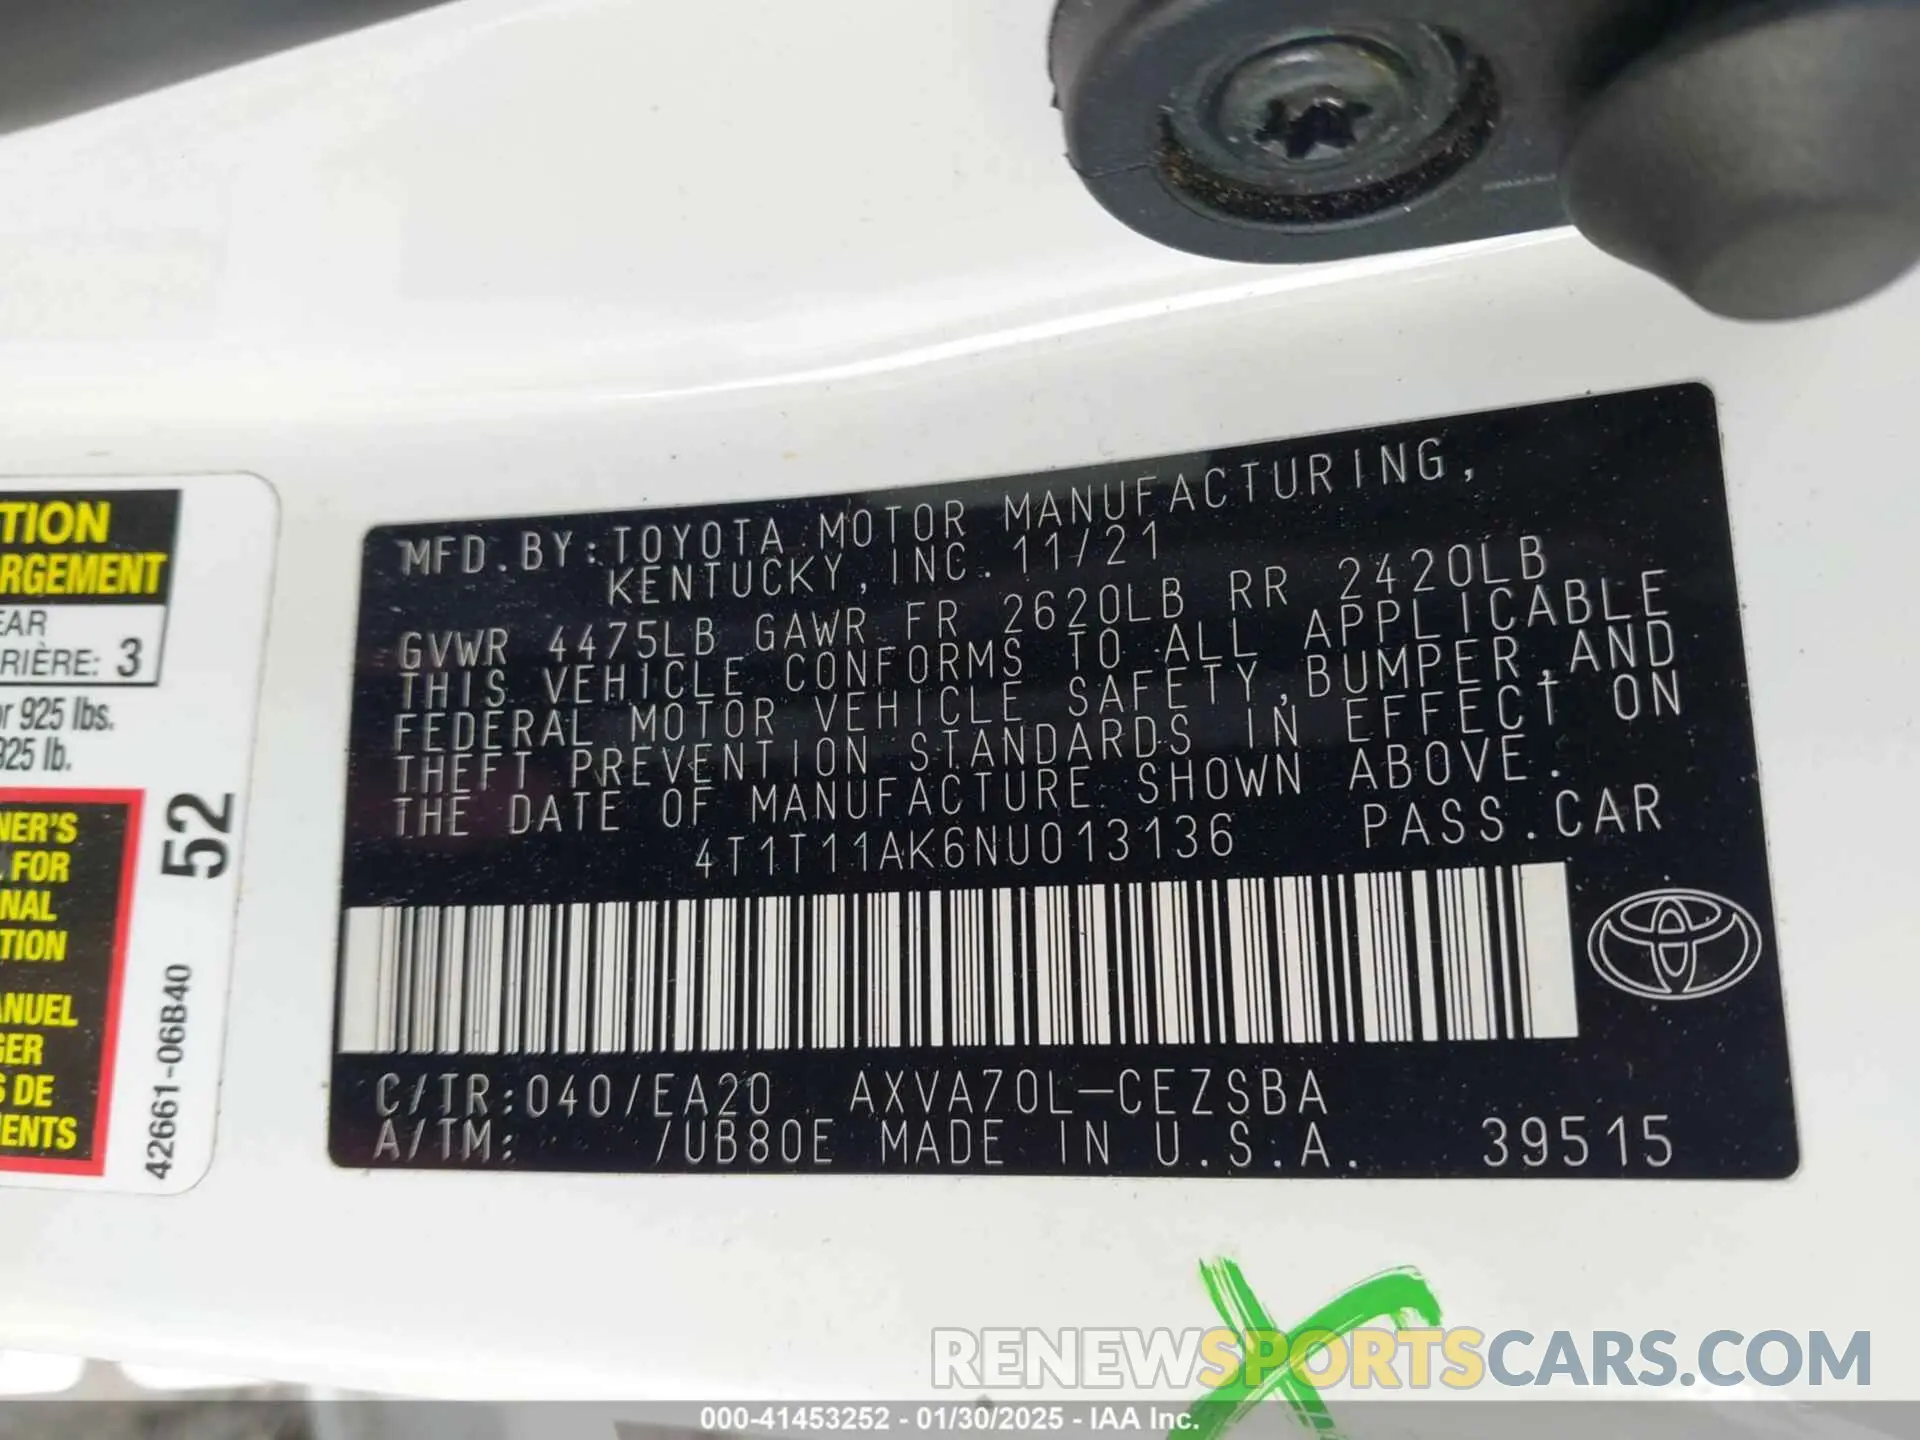 MFD.BY:TOYOTA MOTOR MANUFACTURING,
KENTUCKY, INC. 11/21
GVWR 4475LB GAWR FR 2620LB RR 2420LB
THIS VEHICLE CONFORMS TO ALL APPLICABLE
FEDERAL MOTOR VEHICLE SAFETY, BUMPER, AND
THEFT PREVENTION STANDARDS IN EFFECT ON
THE DATE OF MANUFACTURE SHOWN ABOVE.
4T1T11AK6NU013136 PASS.CAR
C/TR:040/EA20 AXVA70L-CEZSBA
A/TM: /UB80E MADE IN U.S.A. 39515
TION
RGEMENT
EAR
RIÈRE: 3
r 925 lbs.
925 lb.
NER'S
FOR
NAL
TION
ANUEL
GER
S DE
MENTS
52
42661-06B40
RENEWSPORTSCARS.COM
000-41453252 - 01/30/2025 - IAA Inc.